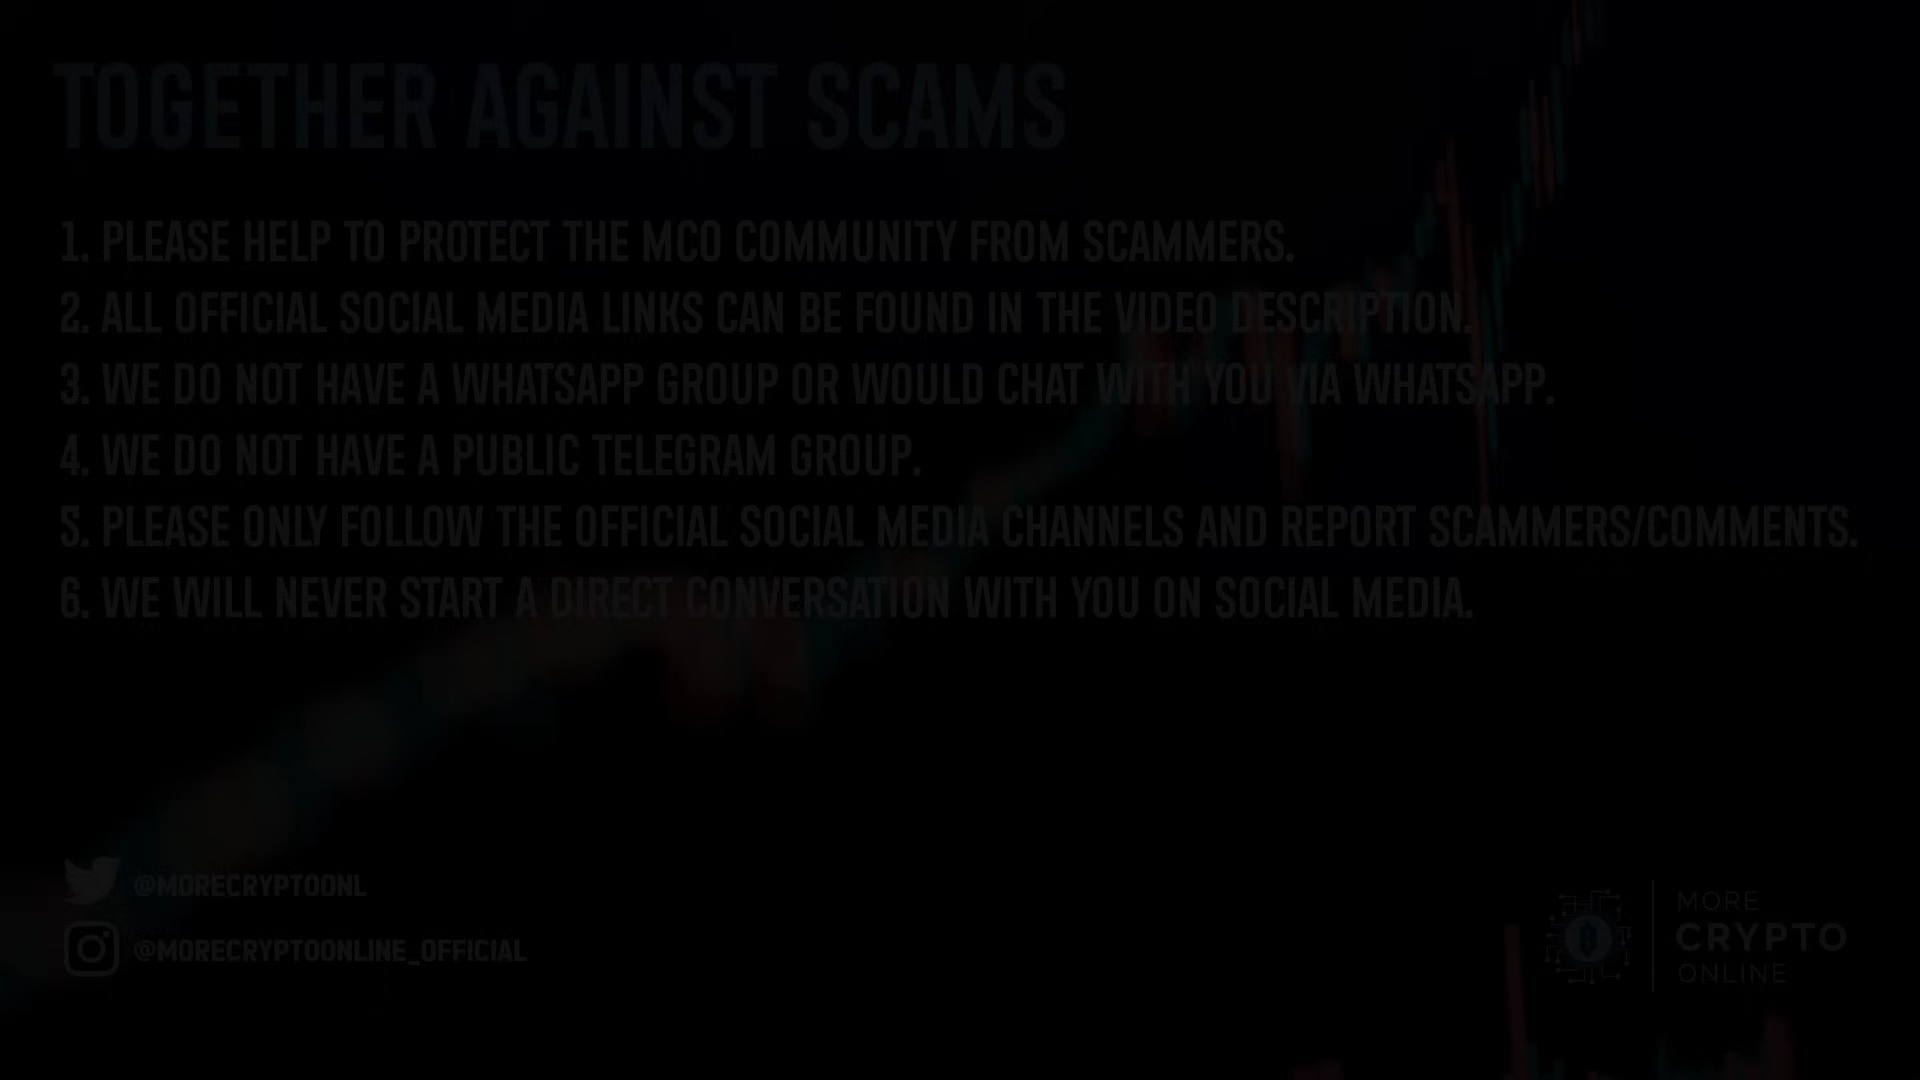 TOGETHER AGAINST SCAMS
1. PLEASE HELP TO PROTECT THE MCO COMMUNITY FROM SCAMMERS.
2. ALL OFFICIAL SOCIAL MEDIA LINKS CAN BE FOUND IN THE VIDEO DESCRIPTION.
3. WE DO NOT HAVE A WHATSAPP GROUP OR WOULD CHAT WITH YOU VIA WHATSAPP.
4. WE DO NOT HAVE A PUBLIC TELEGRAM GROUP.
5. PLEASE ONLY FOLLOW THE OFFICIAL SOCIAL MEDIA CHANNELS AND REPORT SCAMMERS/COMMENTS.
6. WE WILL NEVER START A DIRECT CONVERSATION WITH YOU ON SOCIAL MEDIA.
@MORECRYPTOONL
@MORECRYPTOONLINE_OFFICIAL
MORE
CRYPTO
ONLINE